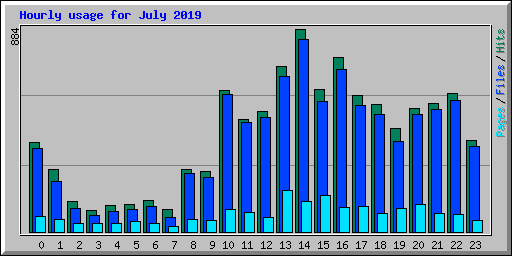 Hourly usage for July 2019
884
Pages / Files / Hits
0 1 2 3 4 5 6 7 8 9 10 11 12 13 14 15 16 17 18 19 20 21 22 23